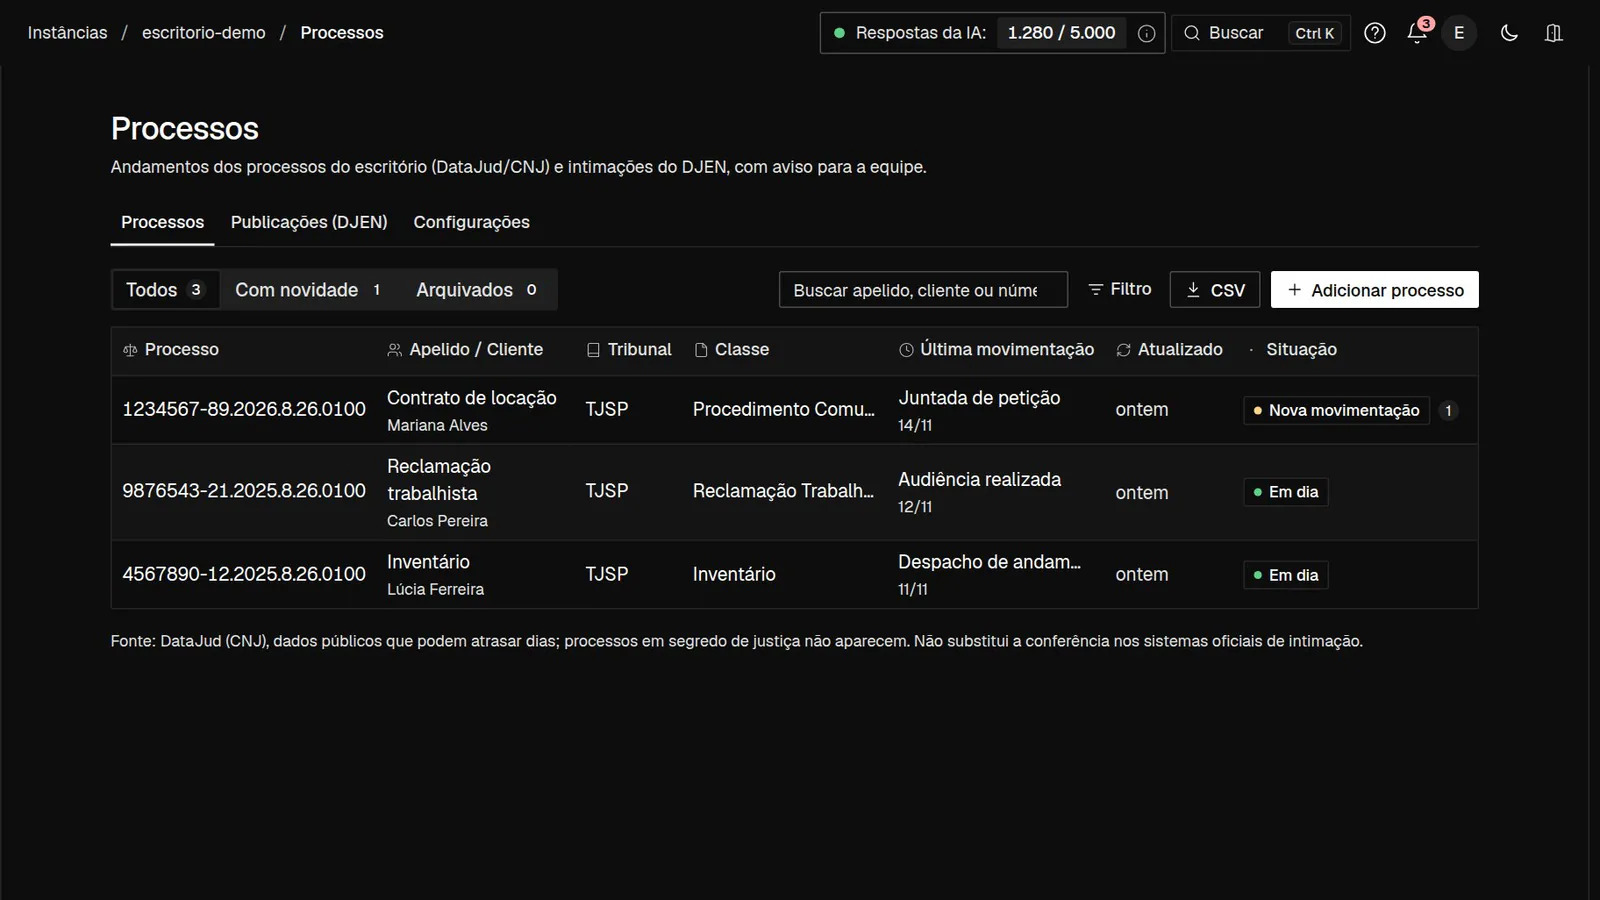 Instâncias / escritorio-demo / Processos
Respostas da IA: 1.280 / 5.000
Buscar Ctrl K
3
E
Processos
Andamentos dos processos do escritório (DataJud/CNJ) e intimações do DJEN, com aviso para a equipe.
Processos Publicações (DJEN) Configurações
Todos 3 Com novidade 1 Arquivados 0
Buscar apelido, cliente ou núme
Filtro
CSV
+ Adicionar processo
Processo Apelido / Cliente Tribunal Classe Última movimentação Atualizado · Situação
1234567-89.2026.8.26.0100
Contrato de locação
Mariana Alves
TJSP
Procedimento Comu...
Juntada de petição
14/11
ontem
Nova movimentação 1
9876543-21.2025.8.26.0100
Reclamação
trabalhista
Carlos Pereira
TJSP
Reclamação Trabalh...
Audiência realizada
12/11
ontem
Em dia
4567890-12.2025.8.26.0100
Inventário
Lúcia Ferreira
TJSP
Inventário
Despacho de andam...
11/11
ontem
Em dia
Fonte: DataJud (CNJ), dados públicos que podem atrasar dias; processos em segredo de justiça não aparecem. Não substitui a conferência nos sistemas oficiais de intimação.